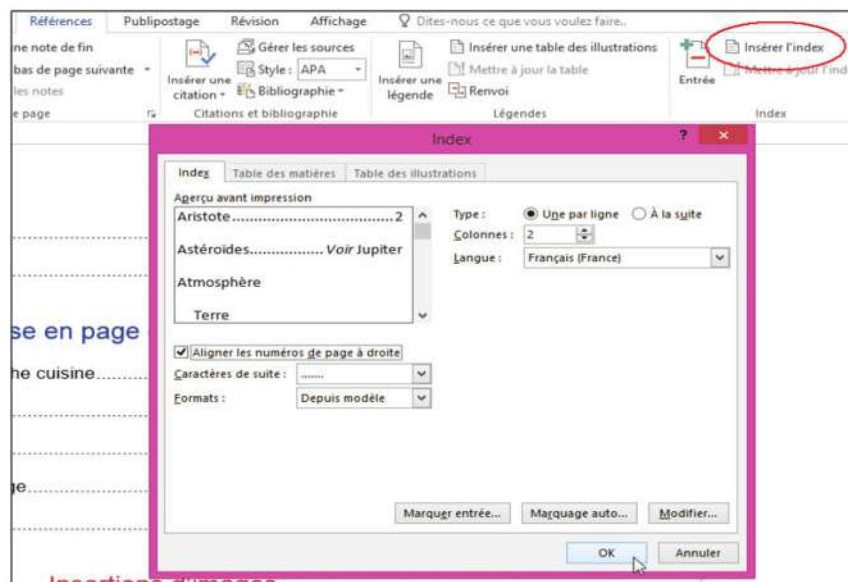 Références Publipostage Révision Affichage Dites-nous ce que vous voulez faire..
ne note de fin
bas de page suivante
les notes
e page
Insérer une citation
Gérer les sources
Style : APA
Bibliographie
Citations et bibliographie
Insérer une légende
Insérer une table des illustrations
Mettre à jour la table
Renvoi
Légendes
Entrée
Insérer l'index
Mettre à jour l'ind
Index
Index ? ×
Index Table des matières Table des illustrations
Aperçu avant impression
Aristote....................................2
Astéroïdes.................... Voir Jupiter
Atmosphère
Terre
Type : Une par ligne À la suite
Colonnes : 2
Langue : Français (France)
Aligner les numéros de page à droite
Caractères de suite : .......
Formats : Depuis modèle
Marquer entrée... Marquage auto... Modifier...
OK Annuler
se en page
he cuisine
ge
Insertions d'images